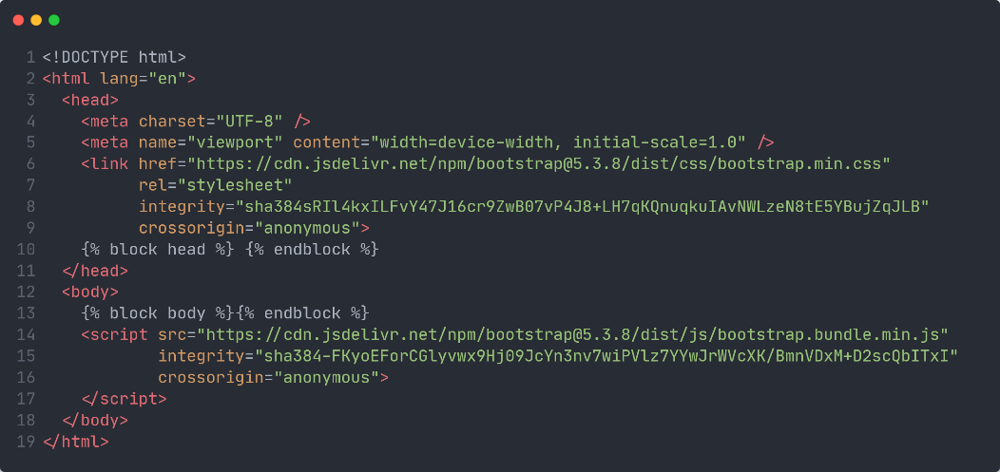 1 <!DOCTYPE html>
2 <html lang="en">
3   <head>
4     <meta charset="UTF-8" />
5     <meta name="viewport" content="width=device-width, initial-scale=1.0" />
6     <link href="https://cdn.jsdelivr.net/npm/bootstrap@5.3.8/dist/css/bootstrap.min.css"
7           rel="stylesheet"
8           integrity="sha384sRIl4kxILFvY47J16cr9ZwB07vP4J8+LH7qKQnuqkuIAvNWLzeN8tE5YBujZqJLB"
9           crossorigin="anonymous">
10     {% block head %} {% endblock %}
11   </head>
12   <body>
13     {% block body %}{% endblock %}
14     <script src="https://cdn.jsdelivr.net/npm/bootstrap@5.3.8/dist/js/bootstrap.bundle.min.js"
15             integrity="sha384-FKyoEForCGlyvwx9Hj09JcYn3nv7wiPVlz7YYwJrWVcXK/BmnVDxM+D2scQbITxI"
16             crossorigin="anonymous">
17     </script>
18   </body>
19 </html>